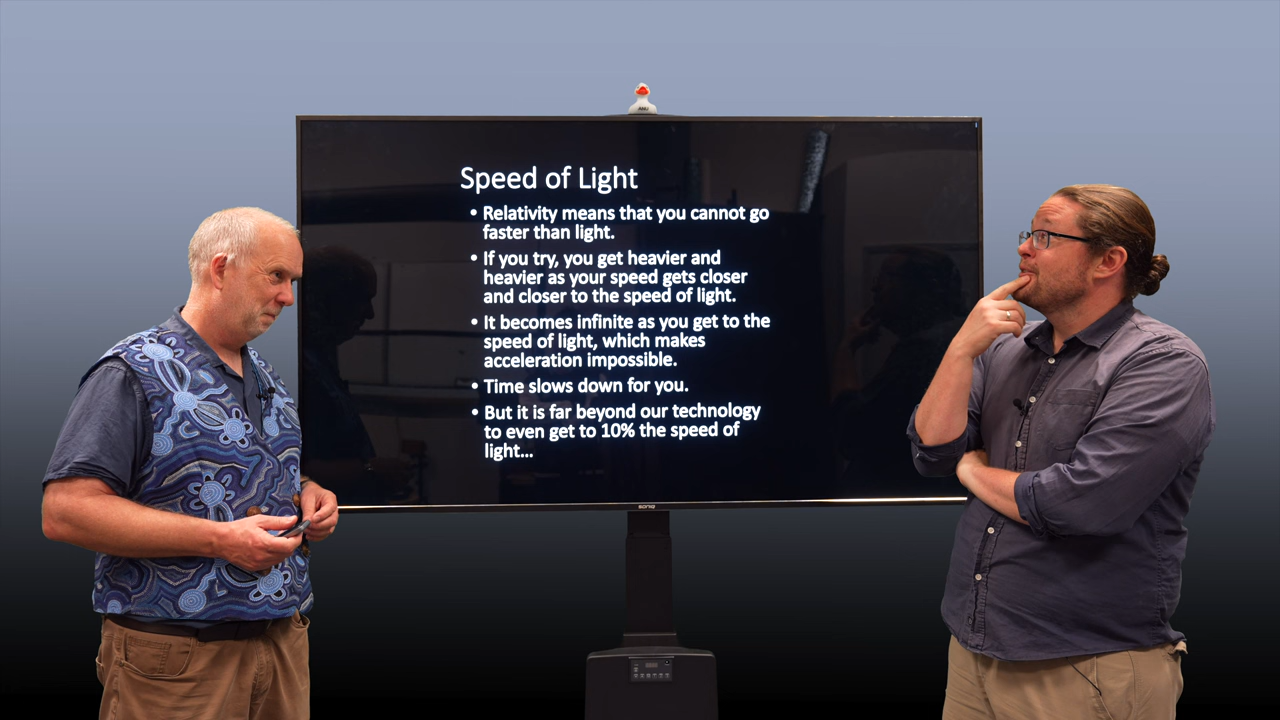 Speed of Light
• Relativity means that you cannot go
faster than light.
• If you try, you get heavier and
heavier as your speed gets closer
and closer to the speed of light.
• It becomes infinite as you get to the
speed of light, which makes
acceleration impossible.
• Time slows down for you.
• But it is far beyond our technology
to even get to 10% the speed of
light...
soniq